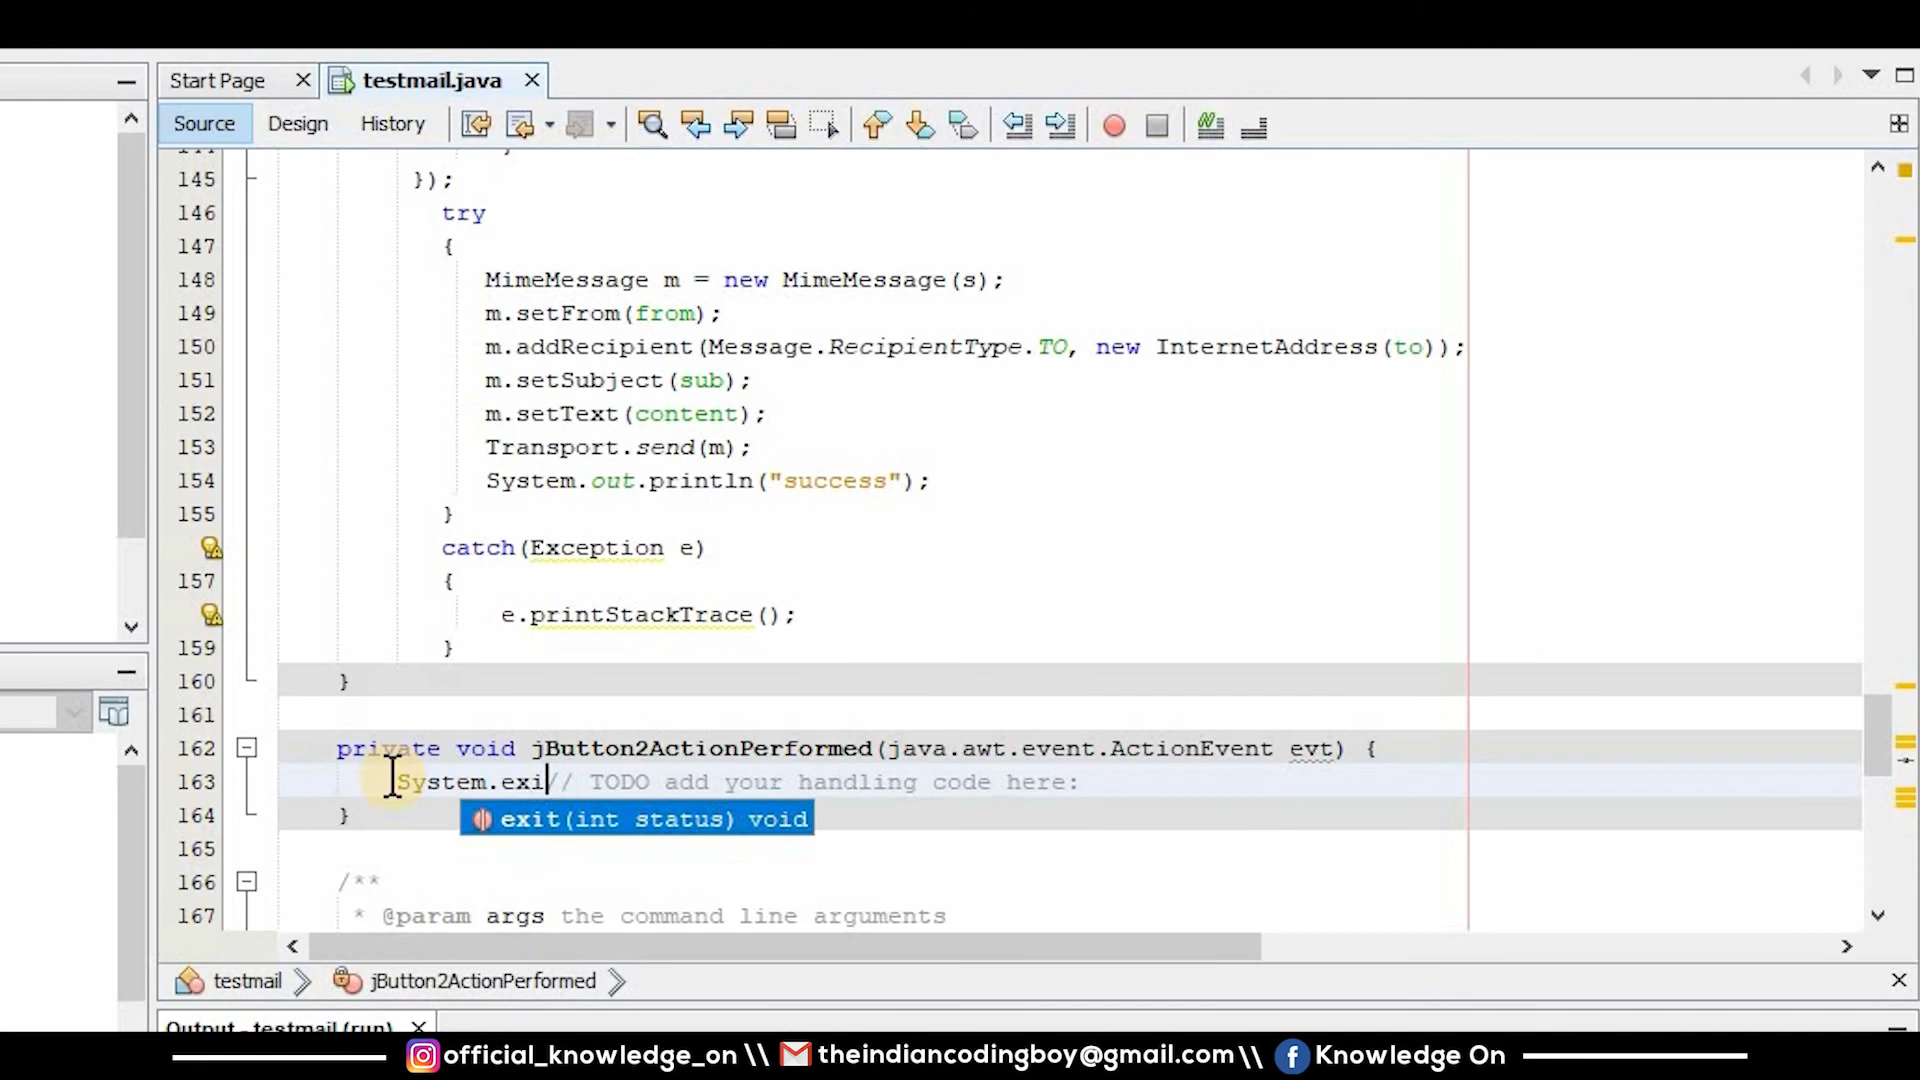 Start Page
testmail.java
Source Design History
145 });
146 try
147 {
148 MimeMessage m = new MimeMessage(s);
149 m.setFrom(from);
150 m.addRecipient(Message.RecipientType.TO, new InternetAddress(to));
151 m.setSubject(sub);
152 m.setText(content);
153 Transport.send(m);
154 System.out.println("success");
155 }
catch(Exception e)
157 {
e.printStackTrace();
159 }
160 }
161
162 private void jButton2ActionPerformed(java.awt.event.ActionEvent evt) {
163 System.exi// TODO add your handling code here:
164 }
exit(int status) void
165
166 /**
167 * @param args the command line arguments
testmail jButton2ActionPerformed
Output - testmail (run)
official_knowledge_on \\ theindiancodingboy@gmail.com \\ Knowledge On